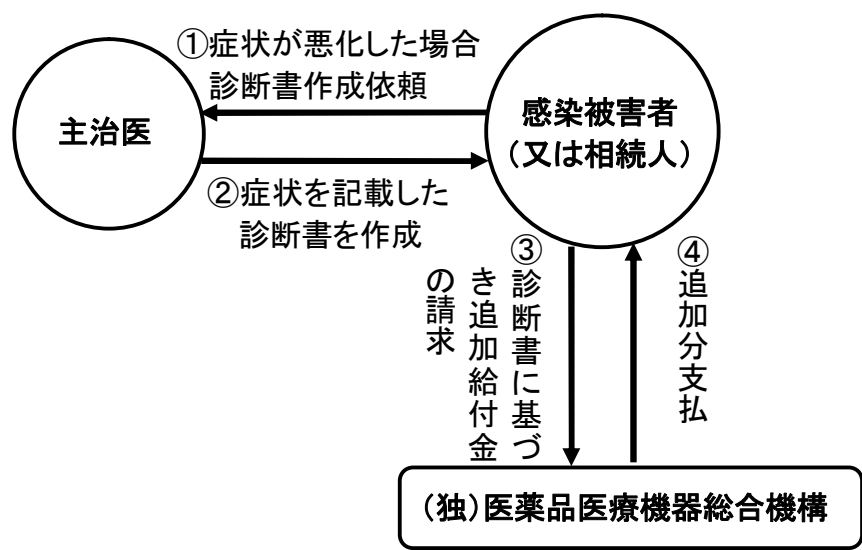 ①症状が悪化した場合
診断書作成依頼
主治医
感染被害者
(又は相続人)
②症状を記載した
診断書を作成
③診断書に基づ
き追加給付金
の請求
④追加分支払
(独)医薬品医療機器総合機構